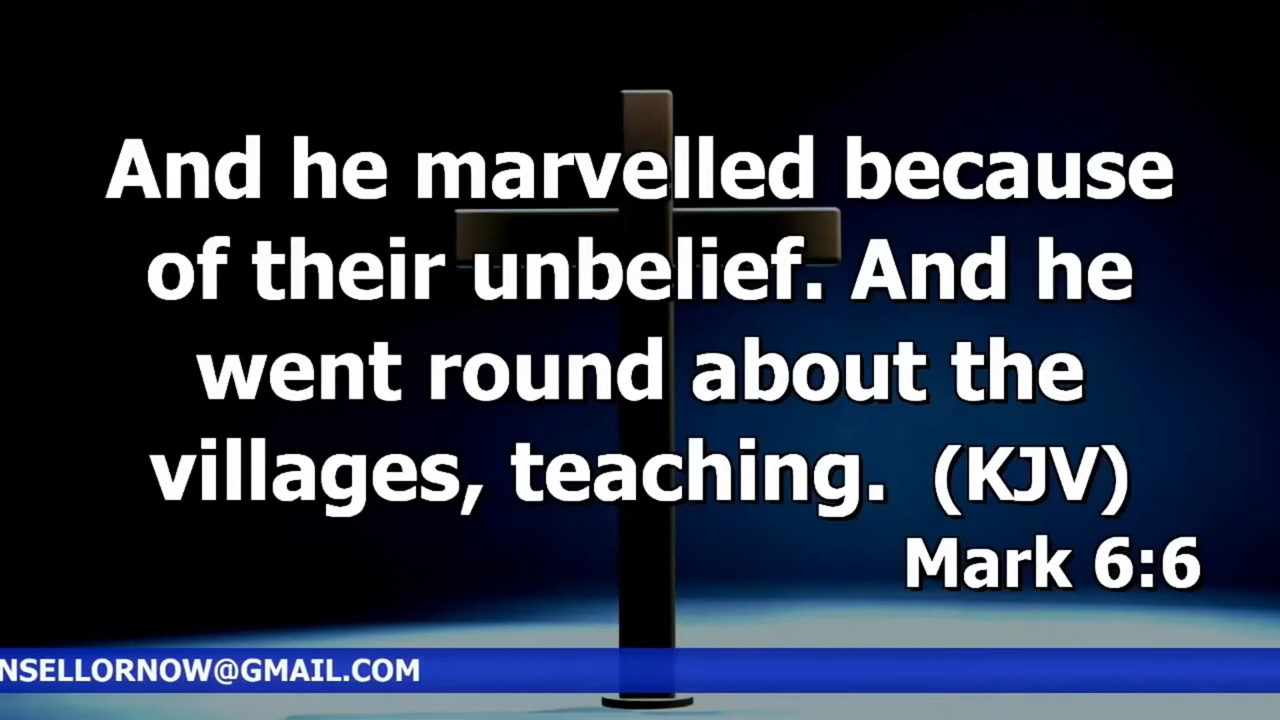 And he marvelled because
of their unbelief. And he
went round about the
villages, teaching. (KJV)
Mark 6:6
NSELLORNOW@GMAIL.COM